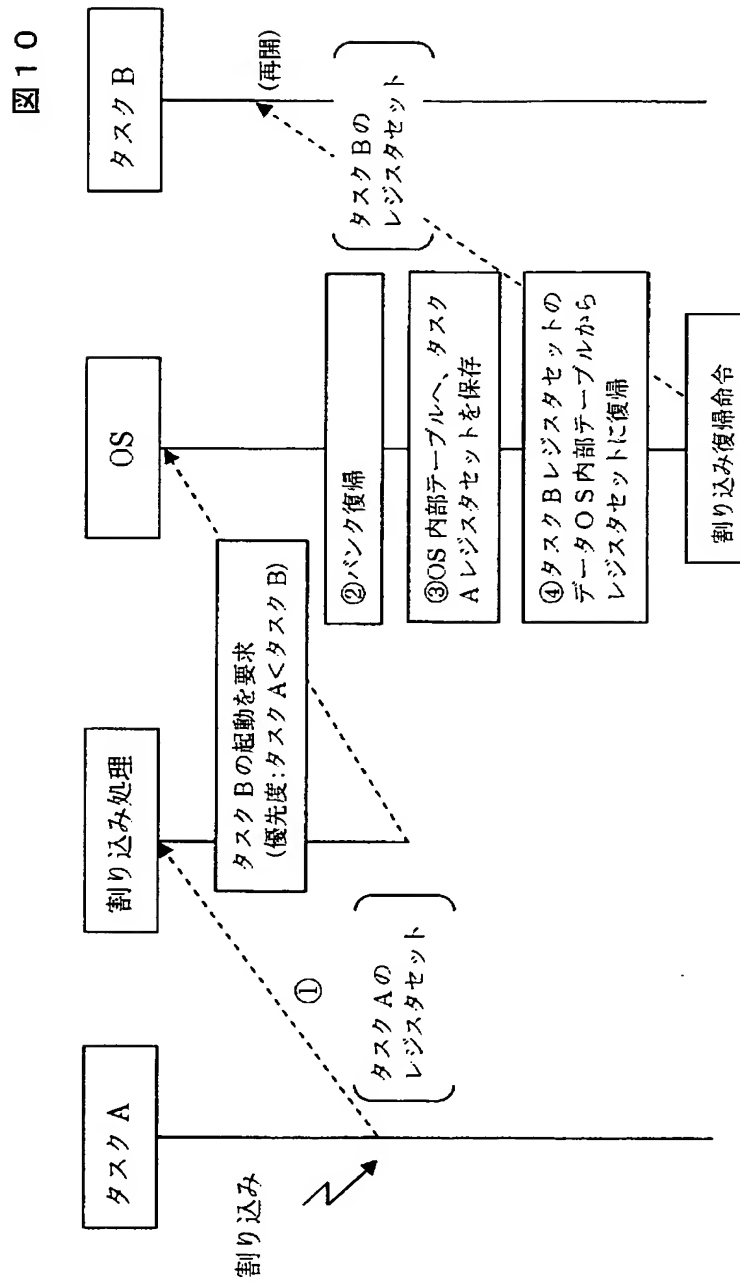 図10
タスクA
割り込み処理
OS
タスクB
割り込み
①
タスクAの
レジスタセット
タスクBの起動を要求
(優先度:タスクA<タスクB)
②バンク復帰
③OS内部テーブルへ、タスク
Aレジスタセットを保存
④タスクBレジスタセットの
データOS内部テーブルから
レジスタセットに復帰
割り込み復帰命令
(再開)
タスクBの
レジスタセット